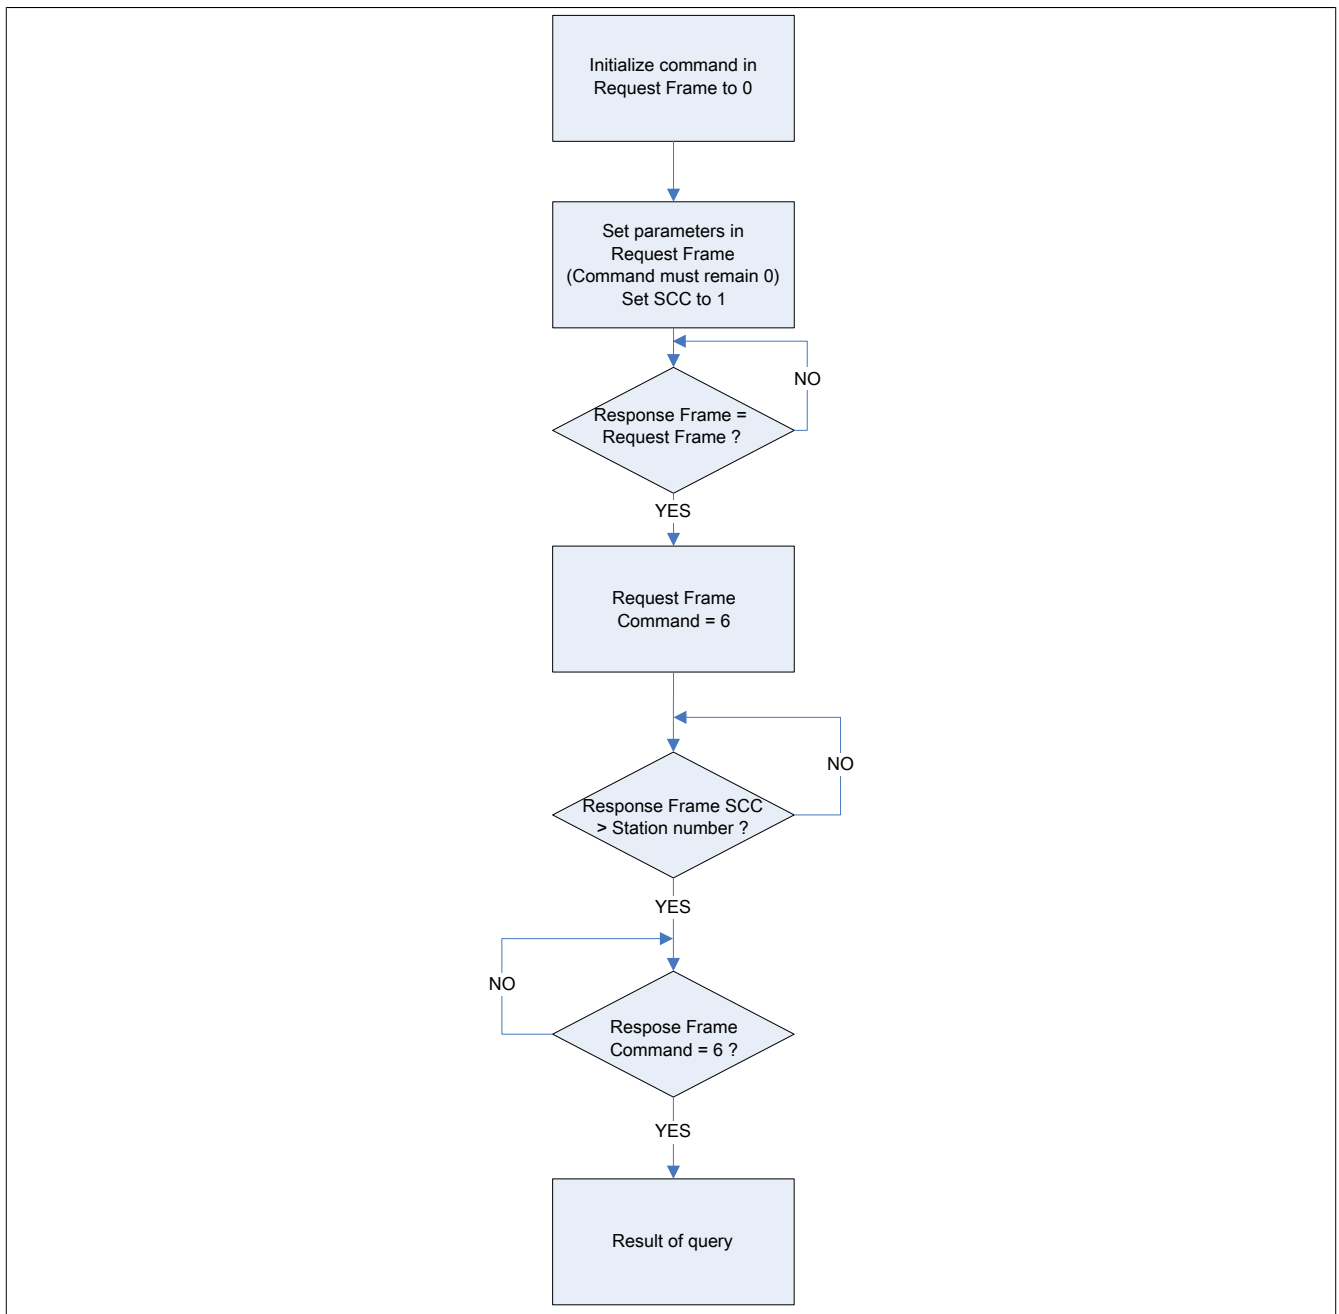 Initialize command in
Request Frame to 0
Set parameters in
Request Frame
(Command must remain 0)
Set SCC to 1
NO
Response Frame =
Request Frame ?
YES
Request Frame
Command = 6
NO
Response Frame SCC
> Station number ?
YES
NO
Respose Frame
Command = 6 ?
YES
Result of query